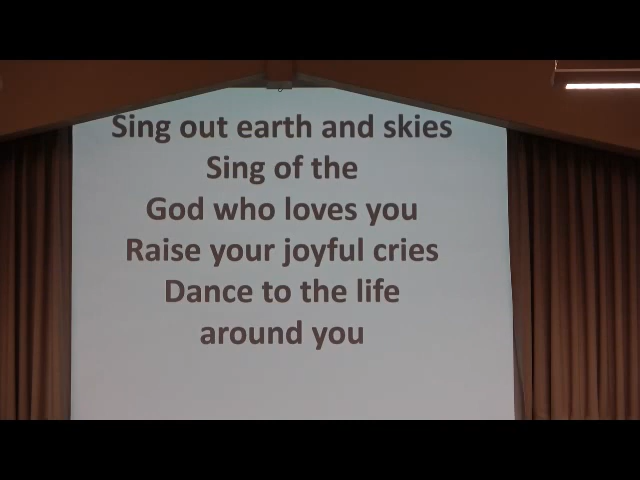 Sing out earth and skies
Sing of the
God who loves you
Raise your joyful cries
Dance to the life
around you